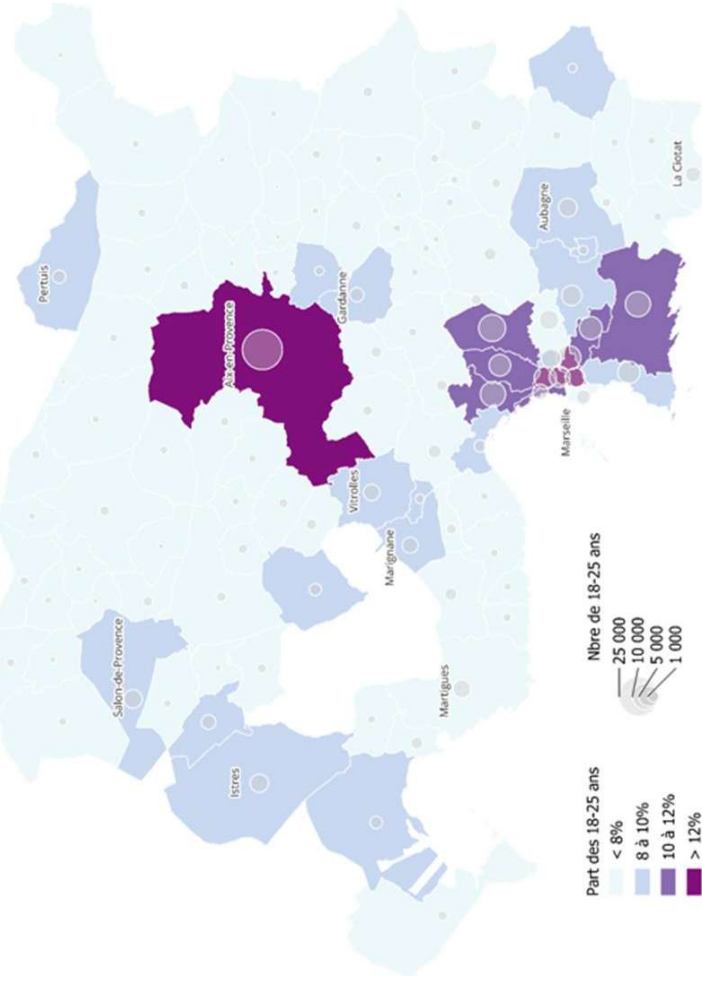 Pertuis
Salon-de-Provence
Aix-en-Provence
Gardanne
Istres
Vitrolles
Marignane
Martigues
Aubagne
Marseille
La Ciotat
Part des 18-25 ans
< 8%
8 à 10%
10 à 12%
> 12%
Nbre de 18-25 ans
25 000
10 000
5 000
1 000